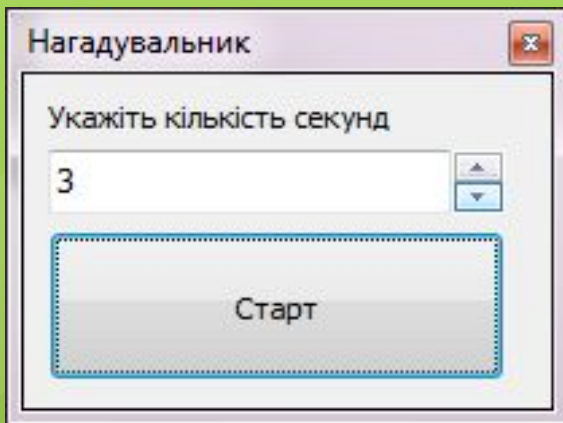 Нагадувальник
Укажіть кількість секунд
3
Старт